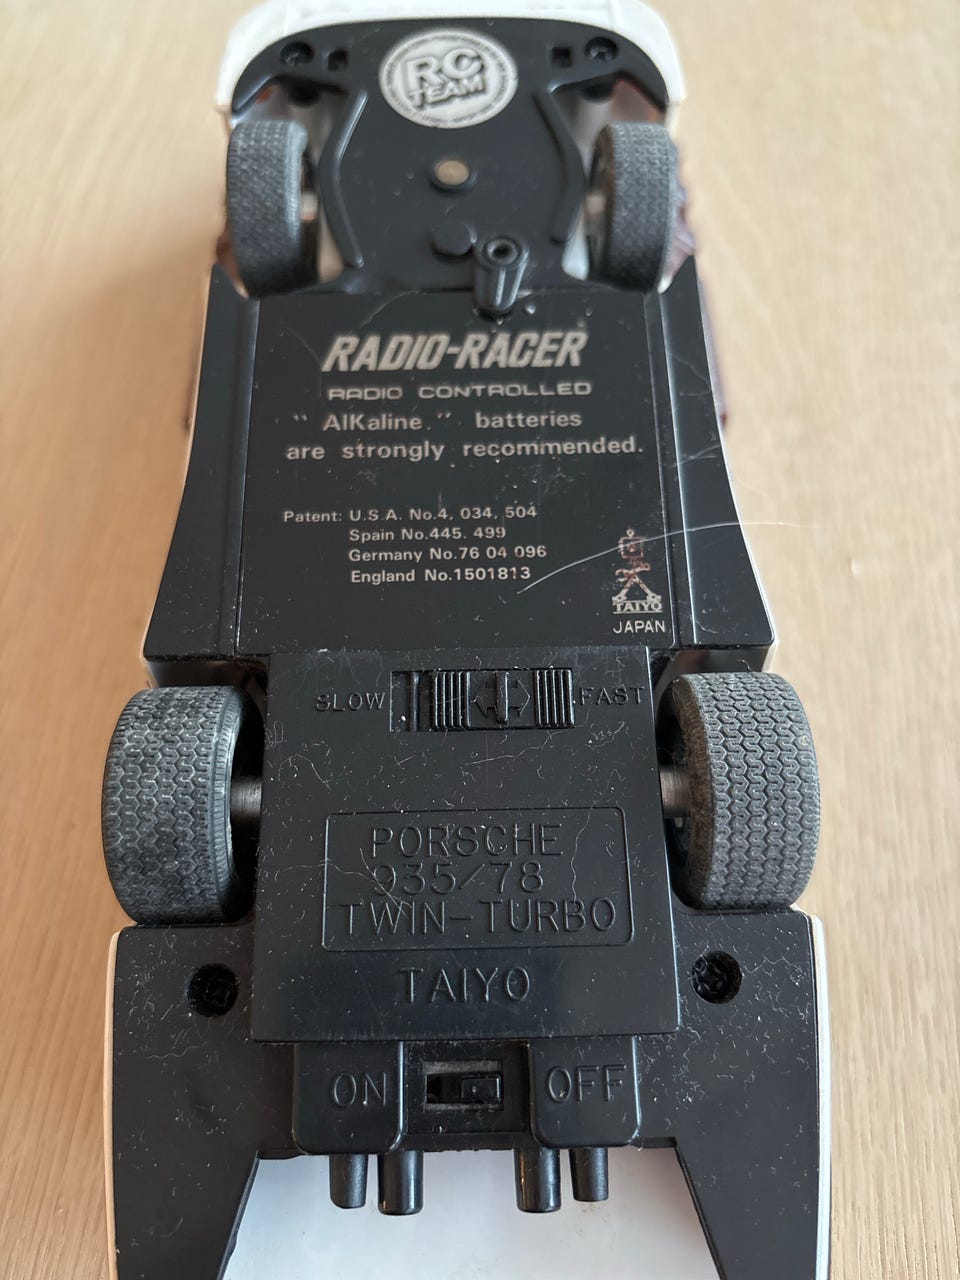 RC
TEAM
RADIO-RACER
RADIO CONTROLLED
"AlKaline." batteries
are strongly recommended.
Patent: U.S.A. No.4, 034, 504
Spain No.445. 499
Germany No.76 04 096
England No.1501813
TAIYO
JAPAN
SLOW FAST
PORSCHE
935/78
TWIN-TURBO
TAIYO
ON OFF